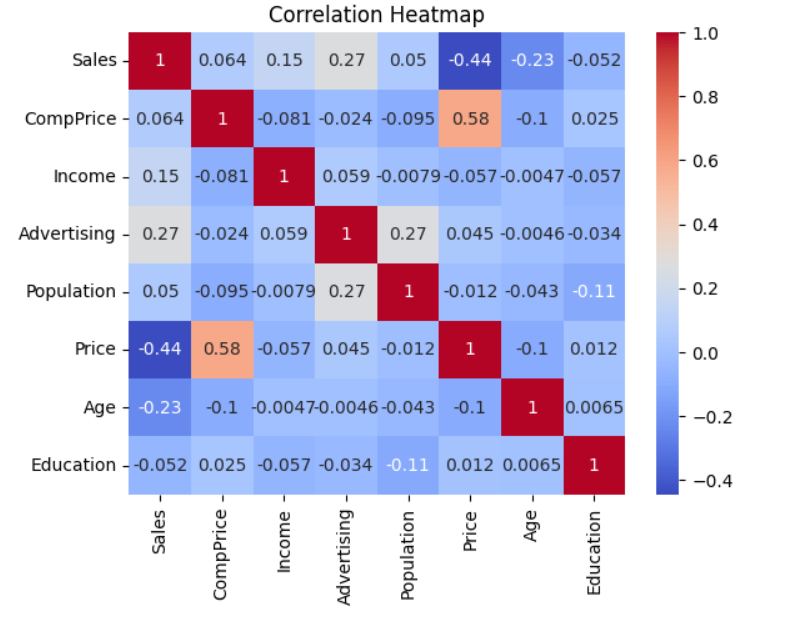 Correlation Heatmap
Sales 1 0.064 0.15 0.27 0.05 -0.44 -0.23 -0.052
CompPrice 0.064 1 -0.081 -0.024 -0.095 0.58 -0.1 0.025
Income 0.15 -0.081 1 0.059 -0.0079 -0.057 -0.0047 -0.057
Advertising 0.27 -0.024 0.059 1 0.27 0.045 -0.0046 -0.034
Population 0.05 -0.095 -0.0079 0.27 1 -0.012 -0.043 -0.11
Price -0.44 0.58 -0.057 0.045 -0.012 1 -0.1 0.012
Age -0.23 -0.1 -0.0047 -0.0046 -0.043 -0.1 1 0.0065
Education -0.052 0.025 -0.057 -0.034 -0.11 0.012 0.0065 1
Sales CompPrice Income Advertising Population Price Age Education
1.0
0.8
0.6
0.4
0.2
0.0
−0.2
−0.4